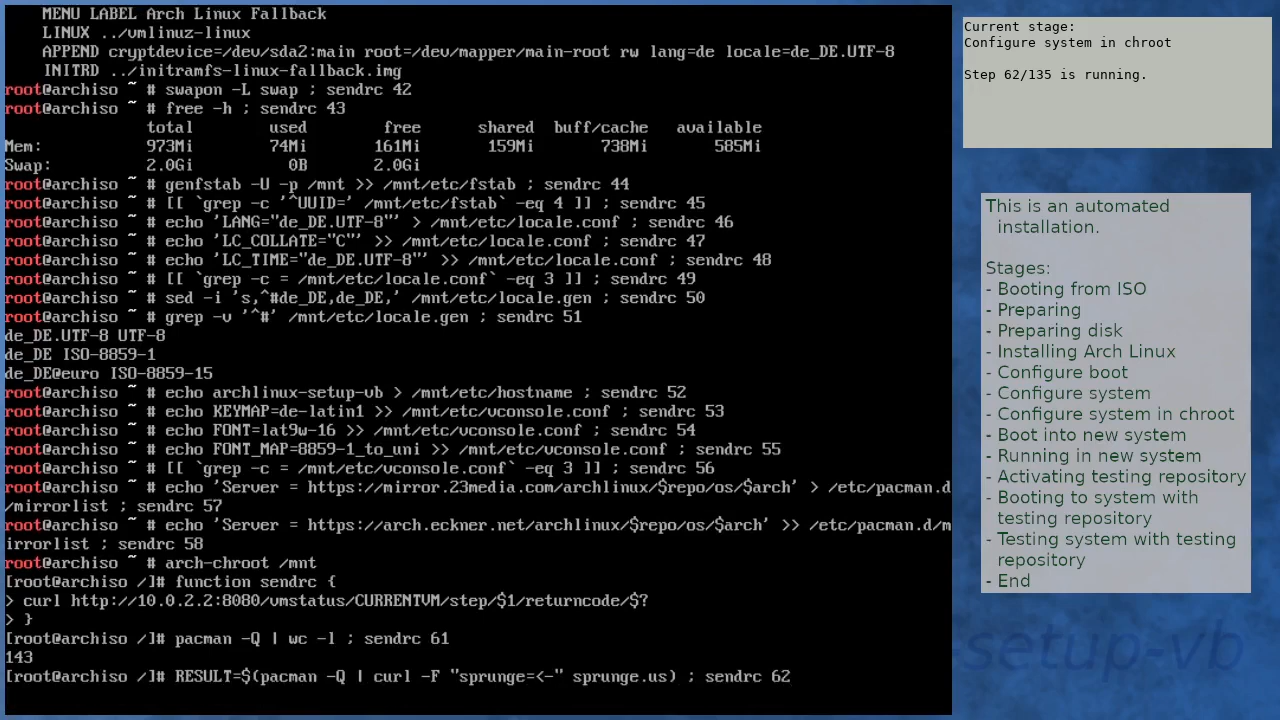 MENU LABEL Arch Linux Fallback
LINUX ../vmlinuz-linux
APPEND cryptdevice=/dev/sda2:main root=/dev/mapper/main-root rw lang=de locale=de_DE.UTF-8
INITRD ../initramfs-linux-fallback.img
root@archiso ~ # swapon -L swap ; sendrc 42
root@archiso ~ # free -h ; sendrc 43
total used free shared buff/cache available
Mem: 973Mi 74Mi 161Mi 159Mi 738Mi 585Mi
Swap: 2.0Gi 0B 2.0Gi
root@archiso ~ # genfstab -U -p /mnt >> /mnt/etc/fstab ; sendrc 44
root@archiso ~ # [[ `grep -c '^UUID=' /mnt/etc/fstab` -eq 4 ]] ; sendrc 45
root@archiso ~ # echo 'LANG="de_DE.UTF-8"' > /mnt/etc/locale.conf ; sendrc 46
root@archiso ~ # echo 'LC_COLLATE="C"' >> /mnt/etc/locale.conf ; sendrc 47
root@archiso ~ # echo 'LC_TIME="de_DE.UTF-8"' >> /mnt/etc/locale.conf ; sendrc 48
root@archiso ~ # [[ `grep -c = /mnt/etc/locale.conf` -eq 3 ]] ; sendrc 49
root@archiso ~ # sed -i 's,^#de_DE,de_DE,' /mnt/etc/locale.gen ; sendrc 50
root@archiso ~ # grep -v '^#' /mnt/etc/locale.gen ; sendrc 51
de_DE.UTF-8 UTF-8
de_DE ISO-8859-1
de_DE@euro ISO-8859-15
root@archiso ~ # echo archlinux-setup-vb > /mnt/etc/hostname ; sendrc 52
root@archiso ~ # echo KEYMAP=de-latin1 >> /mnt/etc/vconsole.conf ; sendrc 53
root@archiso ~ # echo FONT=lat9w-16 >> /mnt/etc/vconsole.conf ; sendrc 54
root@archiso ~ # echo FONT_MAP=8859-1_to_uni >> /mnt/etc/vconsole.conf ; sendrc 55
root@archiso ~ # [[ `grep -c = /mnt/etc/vconsole.conf` -eq 3 ]] ; sendrc 56
root@archiso ~ # echo 'Server = https://mirror.23media.com/archlinux/$repo/os/$arch' > /etc/pacman.d
/mirrorlist ; sendrc 57
root@archiso ~ # echo 'Server = https://arch.eckner.net/archlinux/$repo/os/$arch' >> /etc/pacman.d/m
irrorlist ; sendrc 58
root@archiso ~ # arch-chroot /mnt
[root@archiso /]# function sendrc {
> curl http://10.0.2.2:8080/vmstatus/CURRENTVM/step/$1/returncode/$?
> }
[root@archiso /]# pacman -Q | wc -l ; sendrc 61
143
[root@archiso /]# RESULT=$(pacman -Q | curl -F "sprunge=<-" sprunge.us) ; sendrc 62
Current stage:
Configure system in chroot
Step 62/135 is running.
This is an automated
installation.
Stages:
- Booting from ISO
- Preparing
- Preparing disk
- Installing Arch Linux
- Configure boot
- Configure system
- Configure system in chroot
- Boot into new system
- Running in new system
- Activating testing repository
- Booting to system with
testing repository
- Testing system with testing
repository
- End
-setup-vb